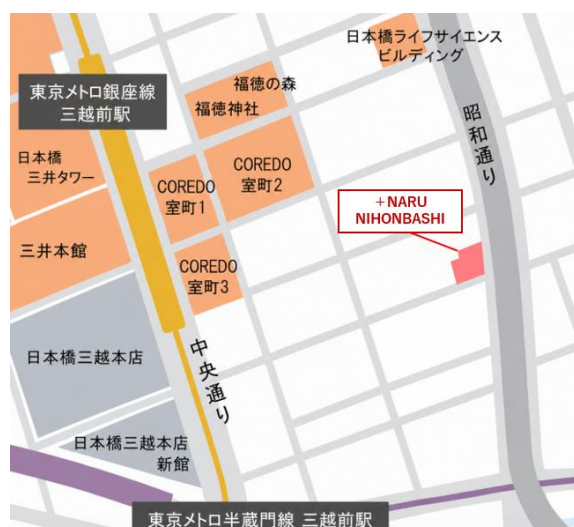 日本橋ライフサイエンス
ビルディング
東京メトロ銀座線
三越前駅
福徳の森
福徳神社
昭和通り
日本橋
三井タワー
COREDO
室町1
COREDO
室町2
+NARU
NIHONBASHI
三井本館
COREDO
室町3
日本橋三越本店
中央通り
日本橋三越本店
新館
東京メトロ半蔵門線 三越前駅